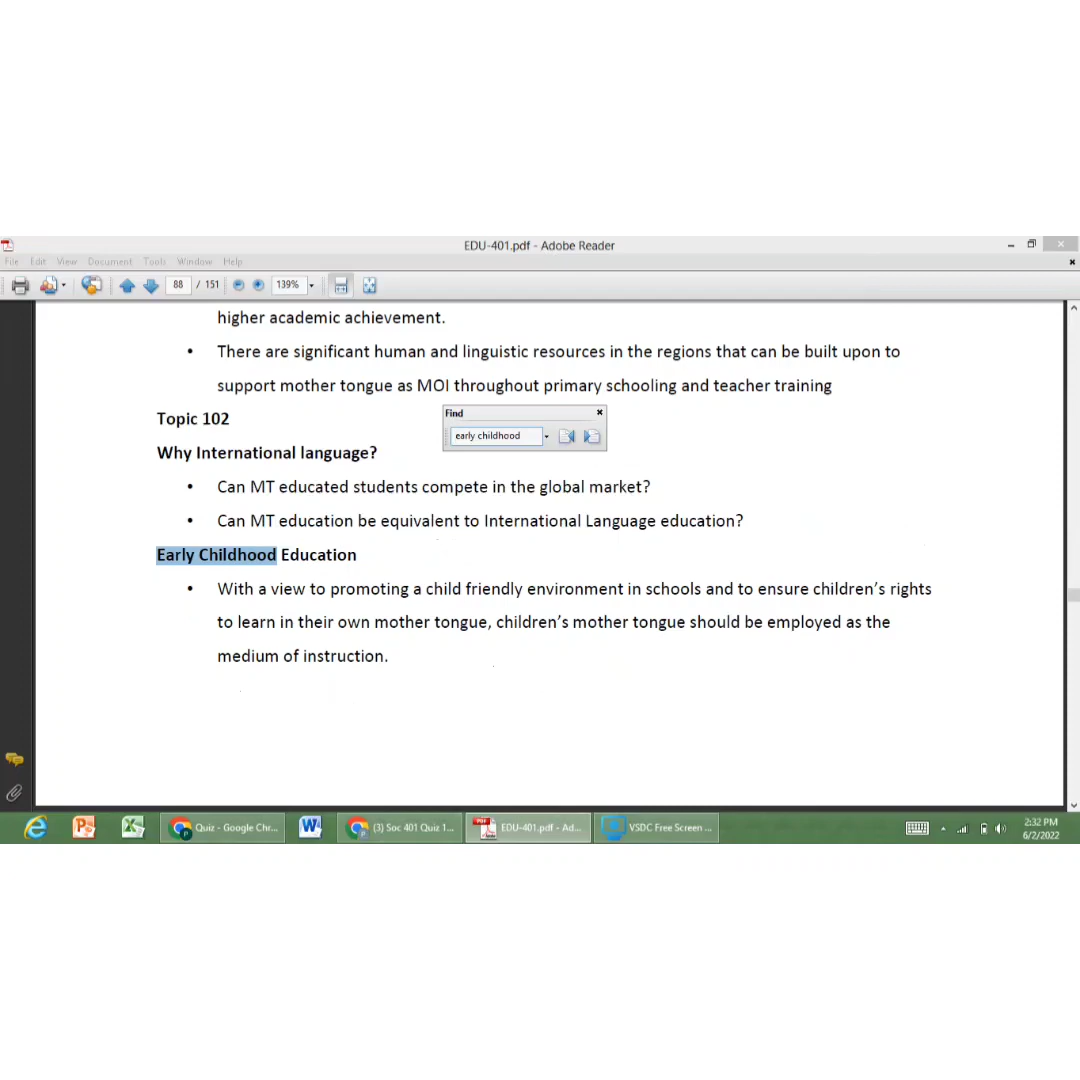 EDU-401.pdf - Adobe Reader
File Edit View Document Tools Window Help
88 / 151 139%
higher academic achievement.
• There are significant human and linguistic resources in the regions that can be built upon to
support mother tongue as MOI throughout primary schooling and teacher training
Topic 102
Find
early childhood
Why International language?
• Can MT educated students compete in the global market?
• Can MT education be equivalent to International Language education?
Early Childhood Education
• With a view to promoting a child friendly environment in schools and to ensure children's rights
to learn in their own mother tongue, children's mother tongue should be employed as the
medium of instruction.
Quiz - Google Chr... (3) Soc 401 Quiz 1... EDU-401.pdf - Ad... VSDC Free Screen ...
2:32 PM
6/2/2022